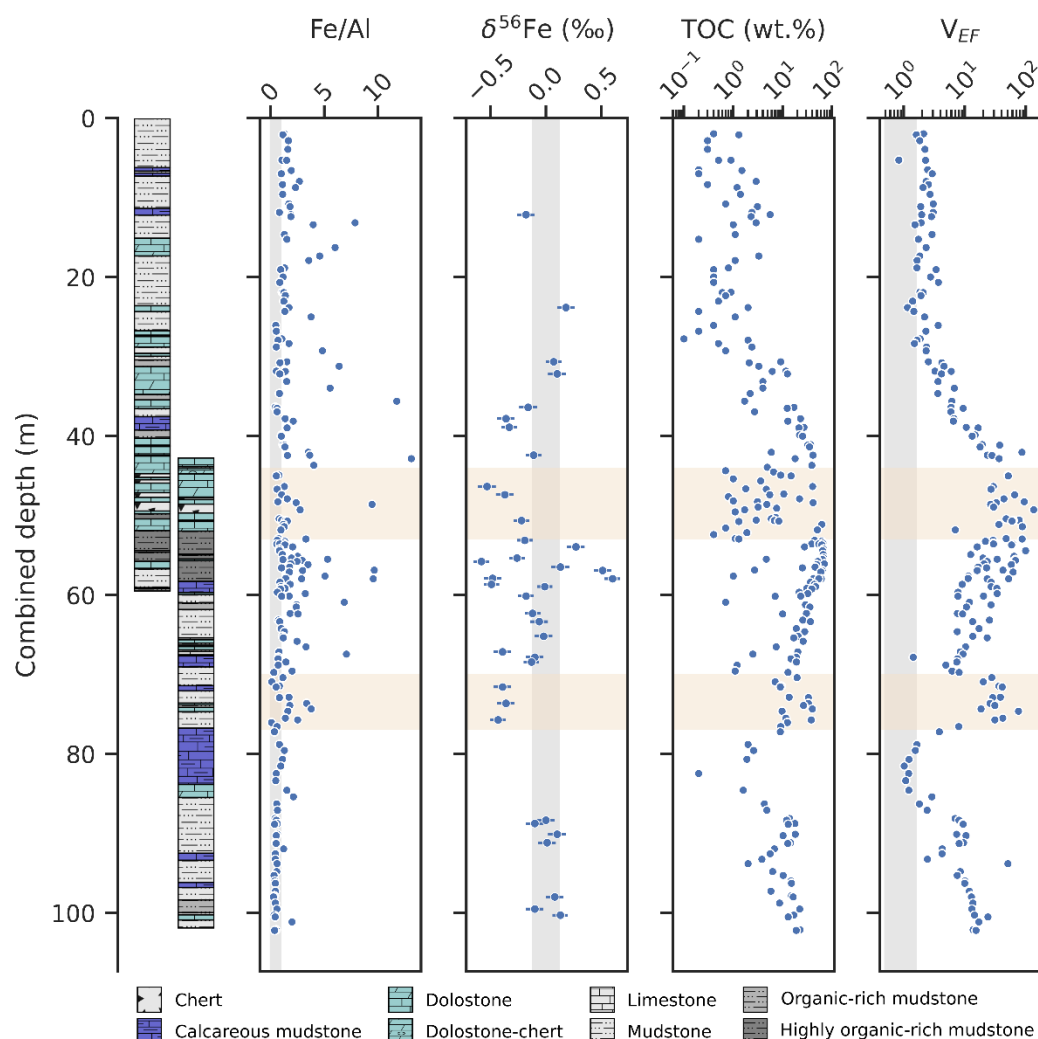 Fe/Al δ⁵⁶Fe (‰) TOC (wt.%) V_EF
0 5 10 −0.5 0.0 0.5 10⁻¹ 10⁰ 10¹ 10² 10⁰ 10¹ 10²
Combined depth (m)
0
20
40
60
80
100
Chert Dolostone Limestone Organic-rich mudstone
Calcareous mudstone Dolostone-chert Mudstone Highly organic-rich mudstone